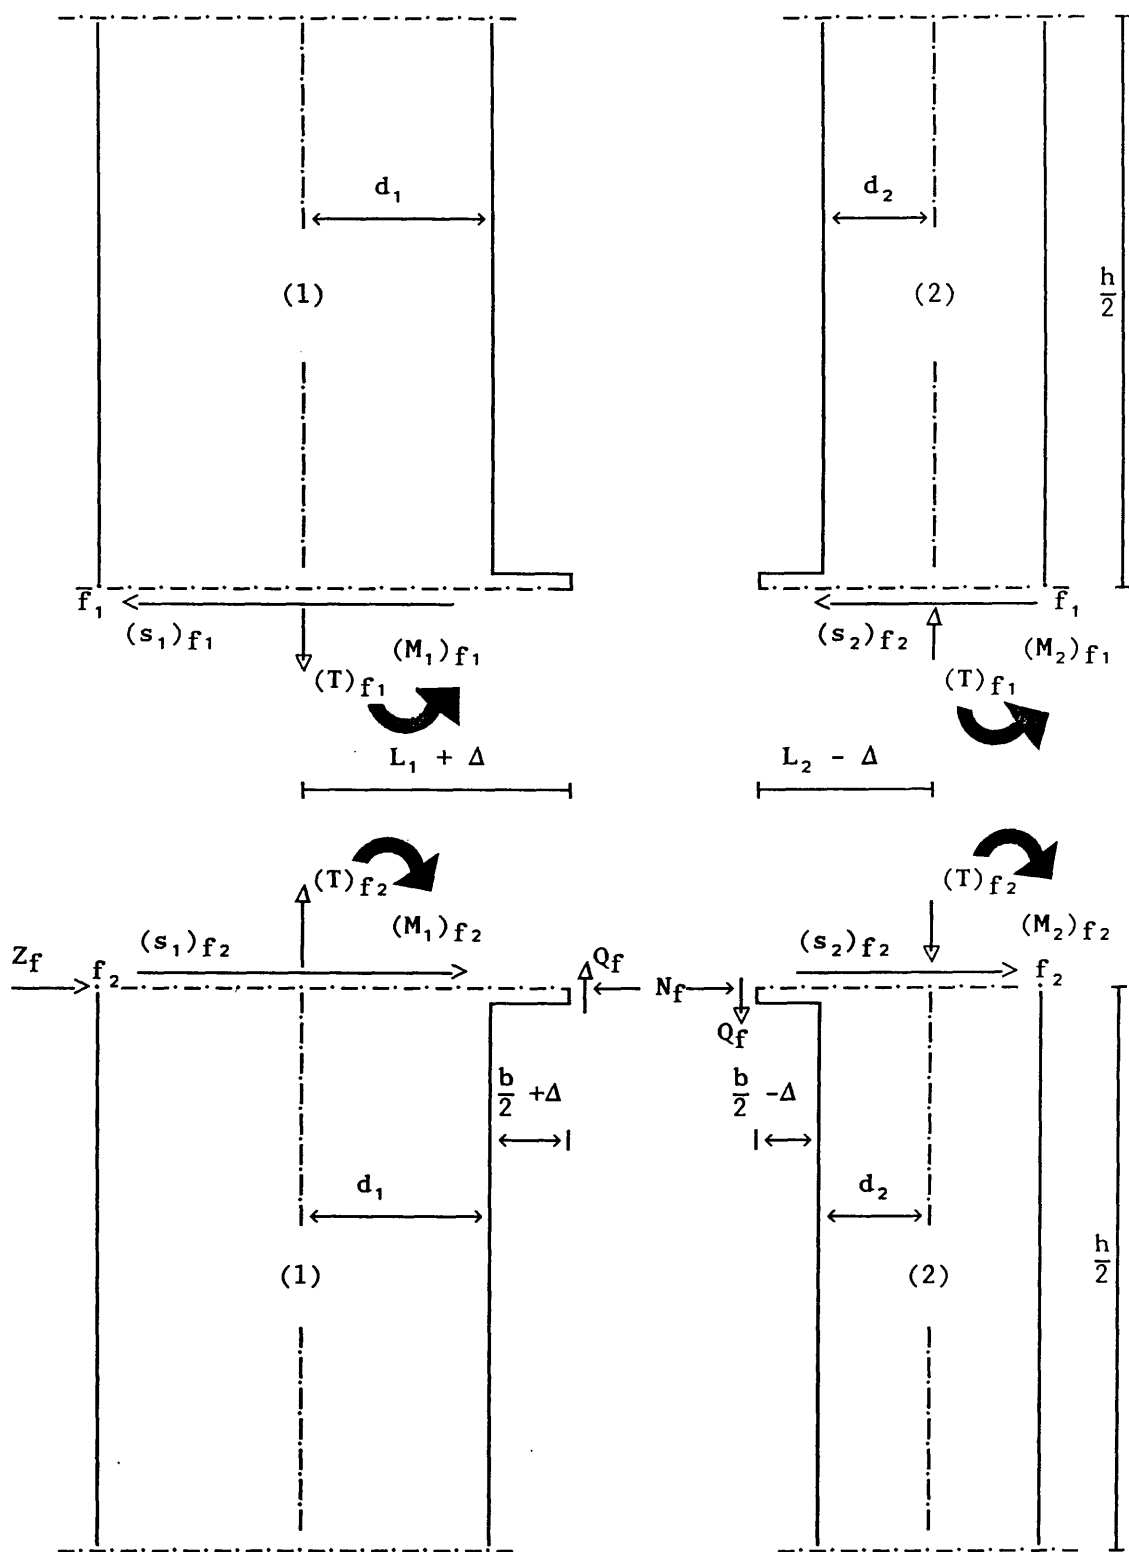 d₁ d₂
(1) (2) h/2
f̅₁ f̅₁
(s₁)f₁ (s₂)f₂
(M₁)f₁ (M₂)f₁
(T)f₁ (T)f₁
L₁ + Δ L₂ - Δ
(T)f₂ (T)f₂
(M₁)f₂ (M₂)f₂
(s₁)f₂ (s₂)f₂
Zf f₂ Qf Nf f₂
Qf
b/2 +Δ b/2 -Δ
d₁ d₂
(1) (2) h/2